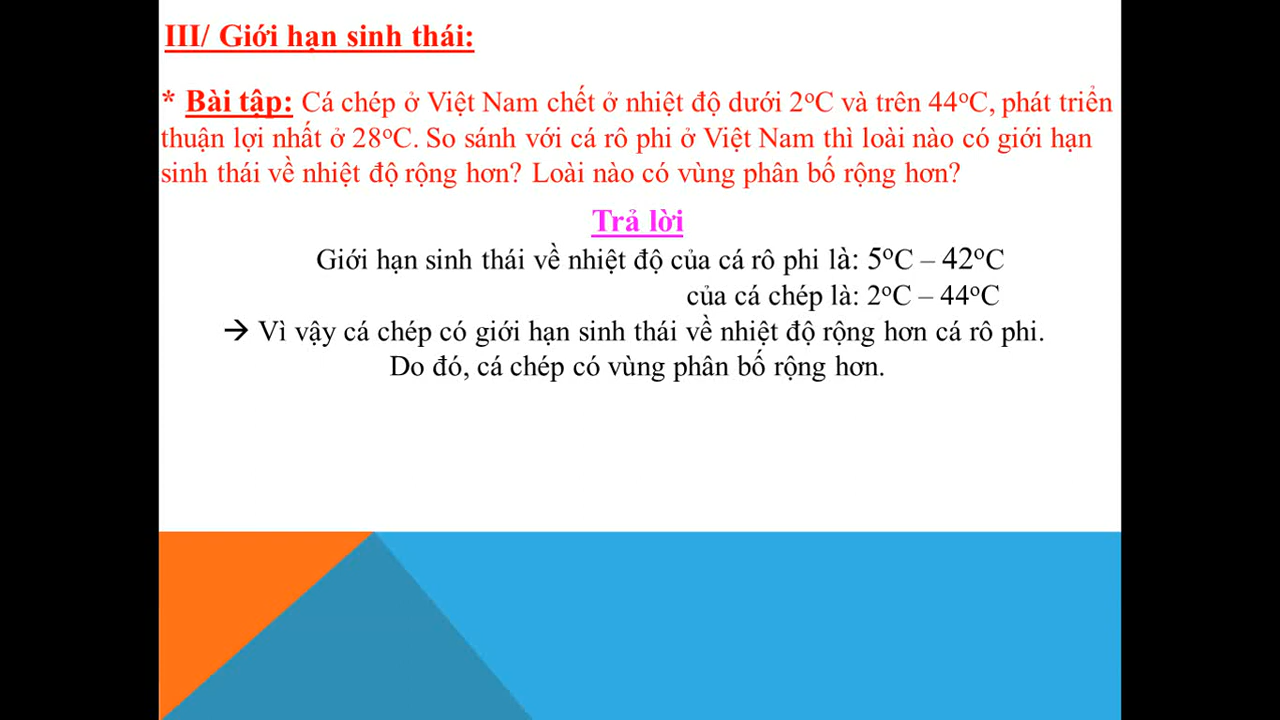 III/ Giới hạn sinh thái:
* Bài tập: Cá chép ở Việt Nam chết ở nhiệt độ dưới 2ºC và trên 44ºC, phát triển
thuận lợi nhất ở 28ºC. So sánh với cá rô phi ở Việt Nam thì loài nào có giới hạn
sinh thái về nhiệt độ rộng hơn? Loài nào có vùng phân bố rộng hơn?
Trả lời
Giới hạn sinh thái về nhiệt độ của cá rô phi là: 5ºC – 42ºC
của cá chép là: 2ºC – 44ºC
→ Vì vậy cá chép có giới hạn sinh thái về nhiệt độ rộng hơn cá rô phi.
Do đó, cá chép có vùng phân bố rộng hơn.